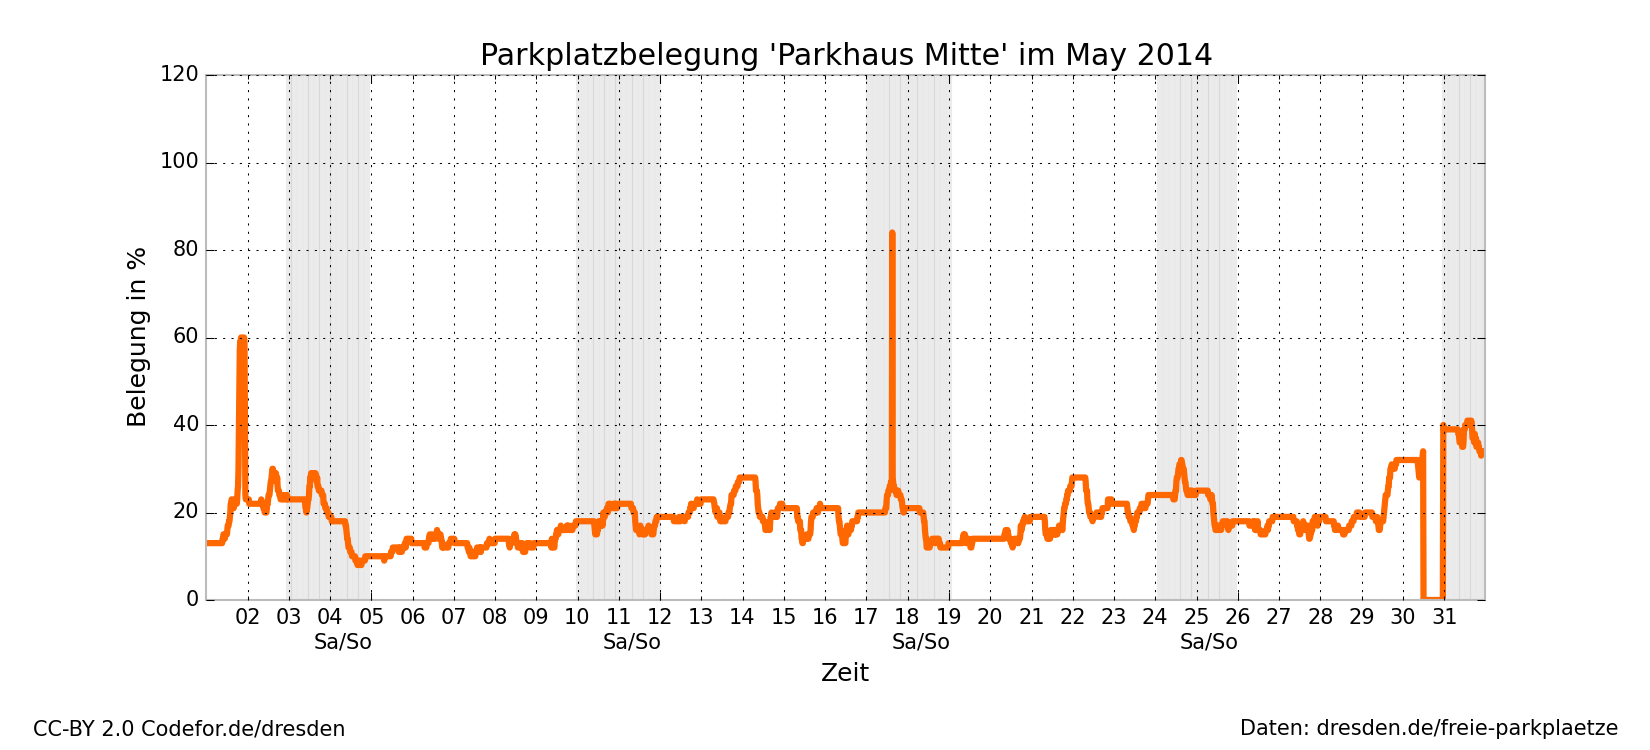 Parkplatzbelegung 'Parkhaus Mitte' im May 2014
120
100
80
60
40
20
0
Belegung in %
02 03 04 05 06 07 08 09 10 11 12 13 14 15 16 17 18 19 20 21 22 23 24 25 26 27 28 29 30 31
Sa/So Sa/So Sa/So Sa/So
Zeit
CC-BY 2.0 Codefor.de/dresden
Daten: dresden.de/freie-parkplaetze